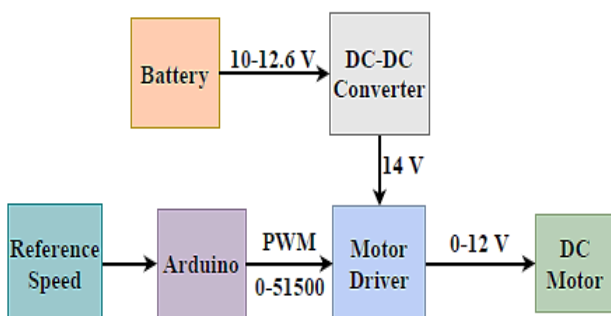 Battery
10-12.6 V
DC-DC
Converter
14 V
Reference
Speed
Arduino
PWM
0-51500
Motor
Driver
0-12 V
DC
Motor